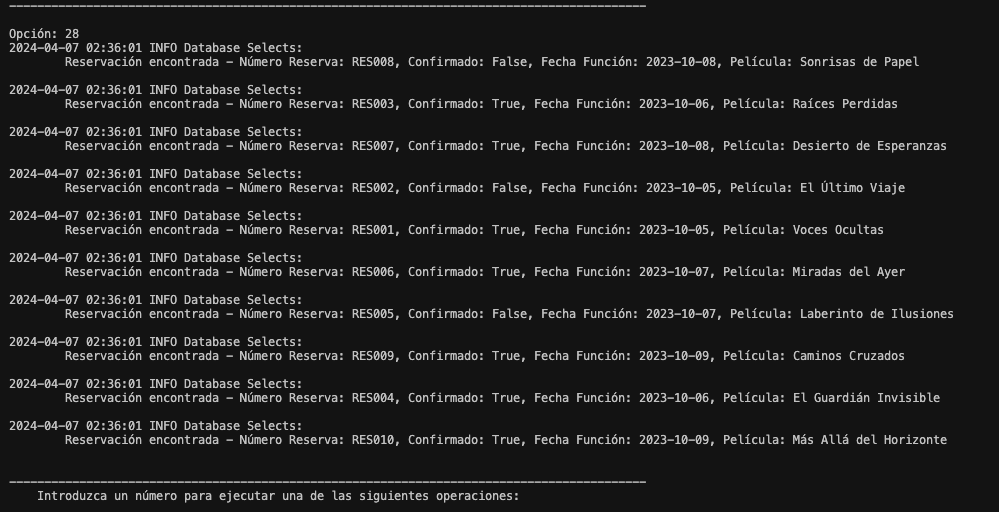 Opción: 28
2024-04-07 02:36:01 INFO Database Selects:
Reservación encontrada - Número Reserva: RES008, Confirmado: False, Fecha Función: 2023-10-08, Película: Sonrisas de Papel
2024-04-07 02:36:01 INFO Database Selects:
Reservación encontrada - Número Reserva: RES003, Confirmado: True, Fecha Función: 2023-10-06, Película: Raíces Perdidas
2024-04-07 02:36:01 INFO Database Selects:
Reservación encontrada - Número Reserva: RES007, Confirmado: True, Fecha Función: 2023-10-08, Película: Desierto de Esperanzas
2024-04-07 02:36:01 INFO Database Selects:
Reservación encontrada - Número Reserva: RES002, Confirmado: False, Fecha Función: 2023-10-05, Película: El Último Viaje
2024-04-07 02:36:01 INFO Database Selects:
Reservación encontrada - Número Reserva: RES001, Confirmado: True, Fecha Función: 2023-10-05, Película: Voces Ocultas
2024-04-07 02:36:01 INFO Database Selects:
Reservación encontrada - Número Reserva: RES006, Confirmado: True, Fecha Función: 2023-10-07, Película: Miradas del Ayer
2024-04-07 02:36:01 INFO Database Selects:
Reservación encontrada - Número Reserva: RES005, Confirmado: False, Fecha Función: 2023-10-07, Película: Laberinto de Ilusiones
2024-04-07 02:36:01 INFO Database Selects:
Reservación encontrada - Número Reserva: RES009, Confirmado: True, Fecha Función: 2023-10-09, Película: Caminos Cruzados
2024-04-07 02:36:01 INFO Database Selects:
Reservación encontrada - Número Reserva: RES004, Confirmado: True, Fecha Función: 2023-10-06, Película: El Guardián Invisible
2024-04-07 02:36:01 INFO Database Selects:
Reservación encontrada - Número Reserva: RES010, Confirmado: True, Fecha Función: 2023-10-09, Película: Más Allá del Horizonte
Introduzca un número para ejecutar una de las siguientes operaciones: